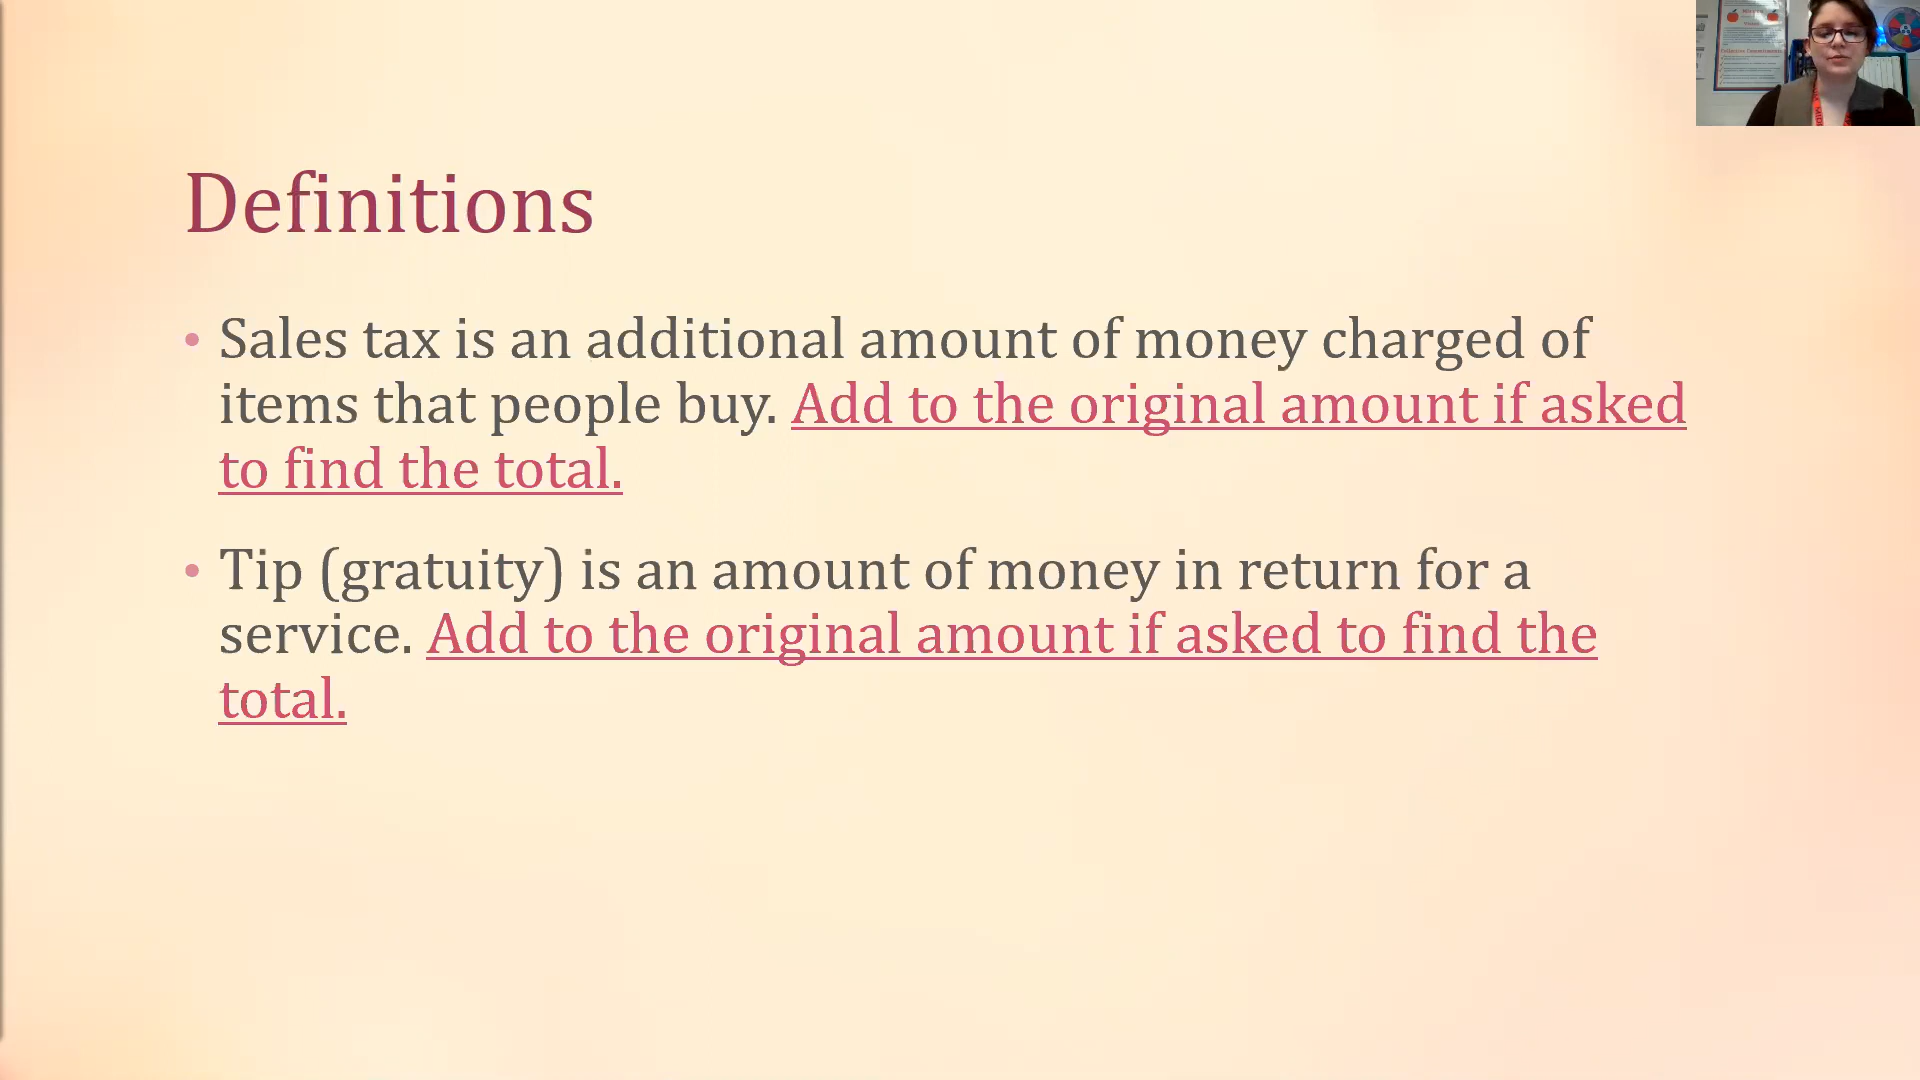 Definitions
• Sales tax is an additional amount of money charged of
items that people buy. Add to the original amount if asked
to find the total.
• Tip (gratuity) is an amount of money in return for a
service. Add to the original amount if asked to find the
total.